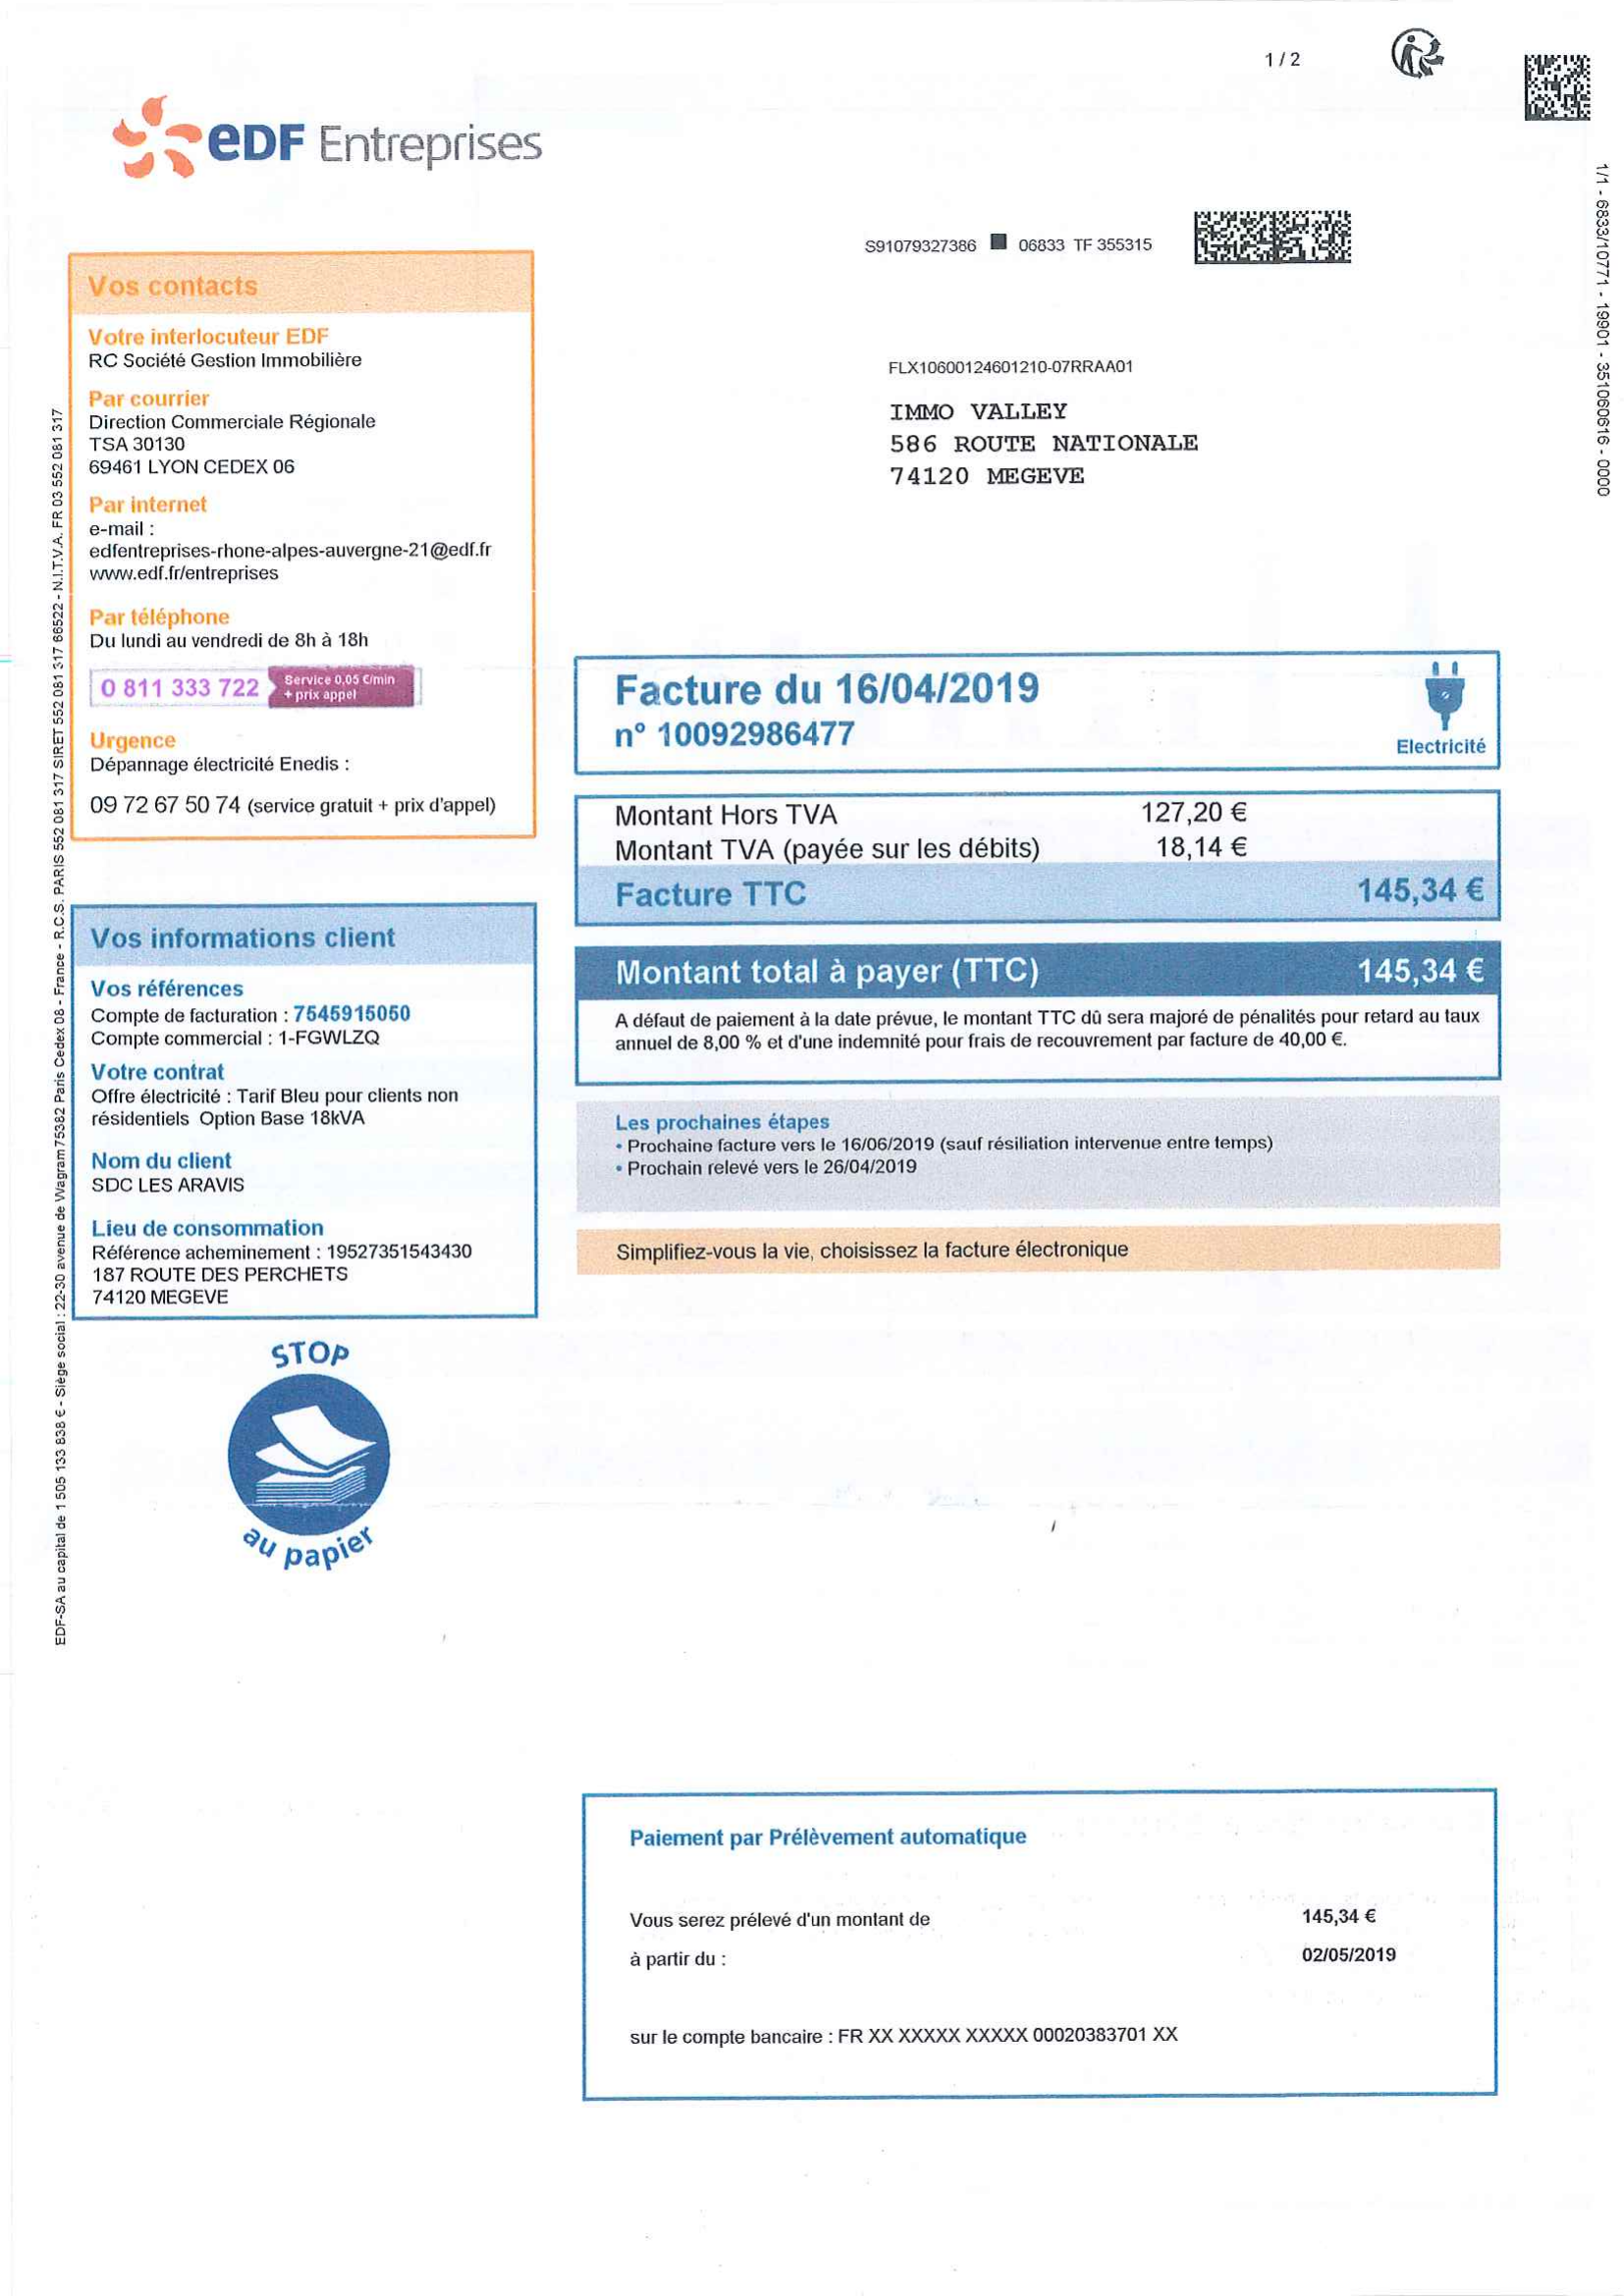 1 / 2
eDF Entreprises
S91079327386 06833 TF 355315
1/1 - 6833/10771 - 19901 - 351060616 - 0000
FLX10600124601210-07RRAA01
IMMO VALLEY
586 ROUTE NATIONALE
74120 MEGEVE
Vos contacts
Votre interlocuteur EDF
RC Société Gestion Immobilière
Par courrier
Direction Commerciale Régionale
TSA 30130
69461 LYON CEDEX 06
Par internet
e-mail :
edfentreprises-rhone-alpes-auvergne-21@edf.fr
www.edf.fr/entreprises
Par téléphone
Du lundi au vendredi de 8h à 18h
0 811 333 722
Service 0,05 €/min
+ prix appel
Urgence
Dépannage électricité Enedis :
09 72 67 50 74 (service gratuit + prix d'appel)
Vos informations client
Vos références
Compte de facturation : 7545915050
Compte commercial : 1-FGWLZQ
Votre contrat
Offre électricité : Tarif Bleu pour clients non
résidentiels Option Base 18kVA
Nom du client
SDC LES ARAVIS
Lieu de consommation
Référence acheminement : 19527351543430
187 ROUTE DES PERCHETS
74120 MEGEVE
STOP
au papier
EDF-SA au capital de 1 505 133 838 € - Siège social : 22-30 avenue de Wagram 75382 Paris Cedex 08 - France - R.C.S. PARIS 552 081 317 SIRET 552 081 317 66522 - N.I.T.V.A. FR 03 552 081 317
Facture du 16/04/2019
n° 10092986477
Electricité
Montant Hors TVA 127,20 €
Montant TVA (payée sur les débits) 18,14 €
Facture TTC 145,34 €
Montant total à payer (TTC) 145,34 €
A défaut de paiement à la date prévue, le montant TTC dû sera majoré de pénalités pour retard au taux
annuel de 8,00 % et d'une indemnité pour frais de recouvrement par facture de 40,00 €.
Les prochaines étapes
• Prochaine facture vers le 16/06/2019 (sauf résiliation intervenue entre temps)
• Prochain relevé vers le 26/04/2019
Simplifiez-vous la vie, choisissez la facture électronique
Paiement par Prélèvement automatique
Vous serez prélevé d'un montant de 145,34 €
à partir du : 02/05/2019
sur le compte bancaire : FR XX XXXXX XXXXX 00020383701 XX